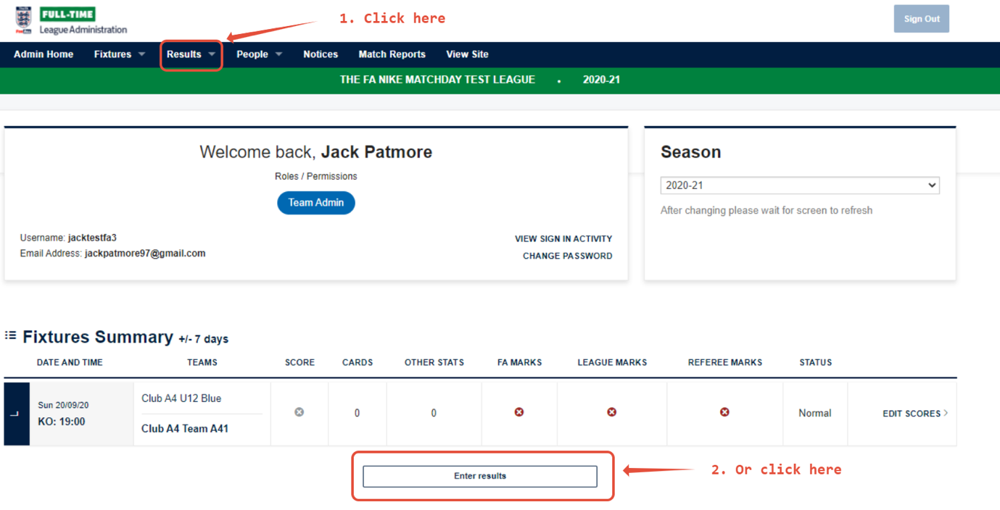 FULL-TIME
League Administration
1. Click here
Sign Out
Admin Home Fixtures Results People Notices Match Reports View Site
THE FA NIKE MATCHDAY TEST LEAGUE • 2020-21
Welcome back, Jack Patmore
Roles / Permissions
Team Admin
Username: jacktestfa3
Email Address: jackpatmore97@gmail.com
VIEW SIGN IN ACTIVITY
CHANGE PASSWORD
Season
2020-21
After changing please wait for screen to refresh
Fixtures Summary +/- 7 days
DATE AND TIME TEAMS SCORE CARDS OTHER STATS FA MARKS LEAGUE MARKS REFEREE MARKS STATUS
Sun 20/09/20
KO: 19:00
Club A4 U12 Blue
Club A4 Team A41
0 0 Normal EDIT SCORES >
Enter results
2. Or click here